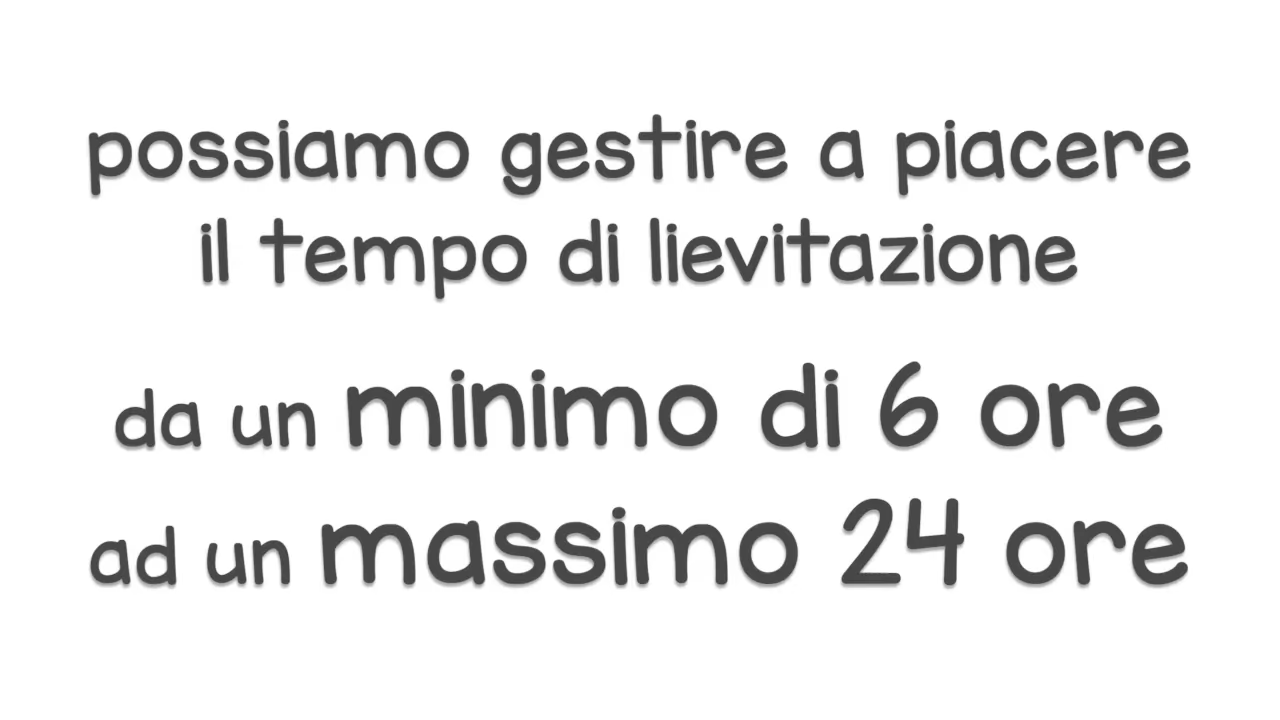 possiamo gestire a piacere
il tempo di lievitazione
da un minimo di 6 ore
ad un massimo 24 ore